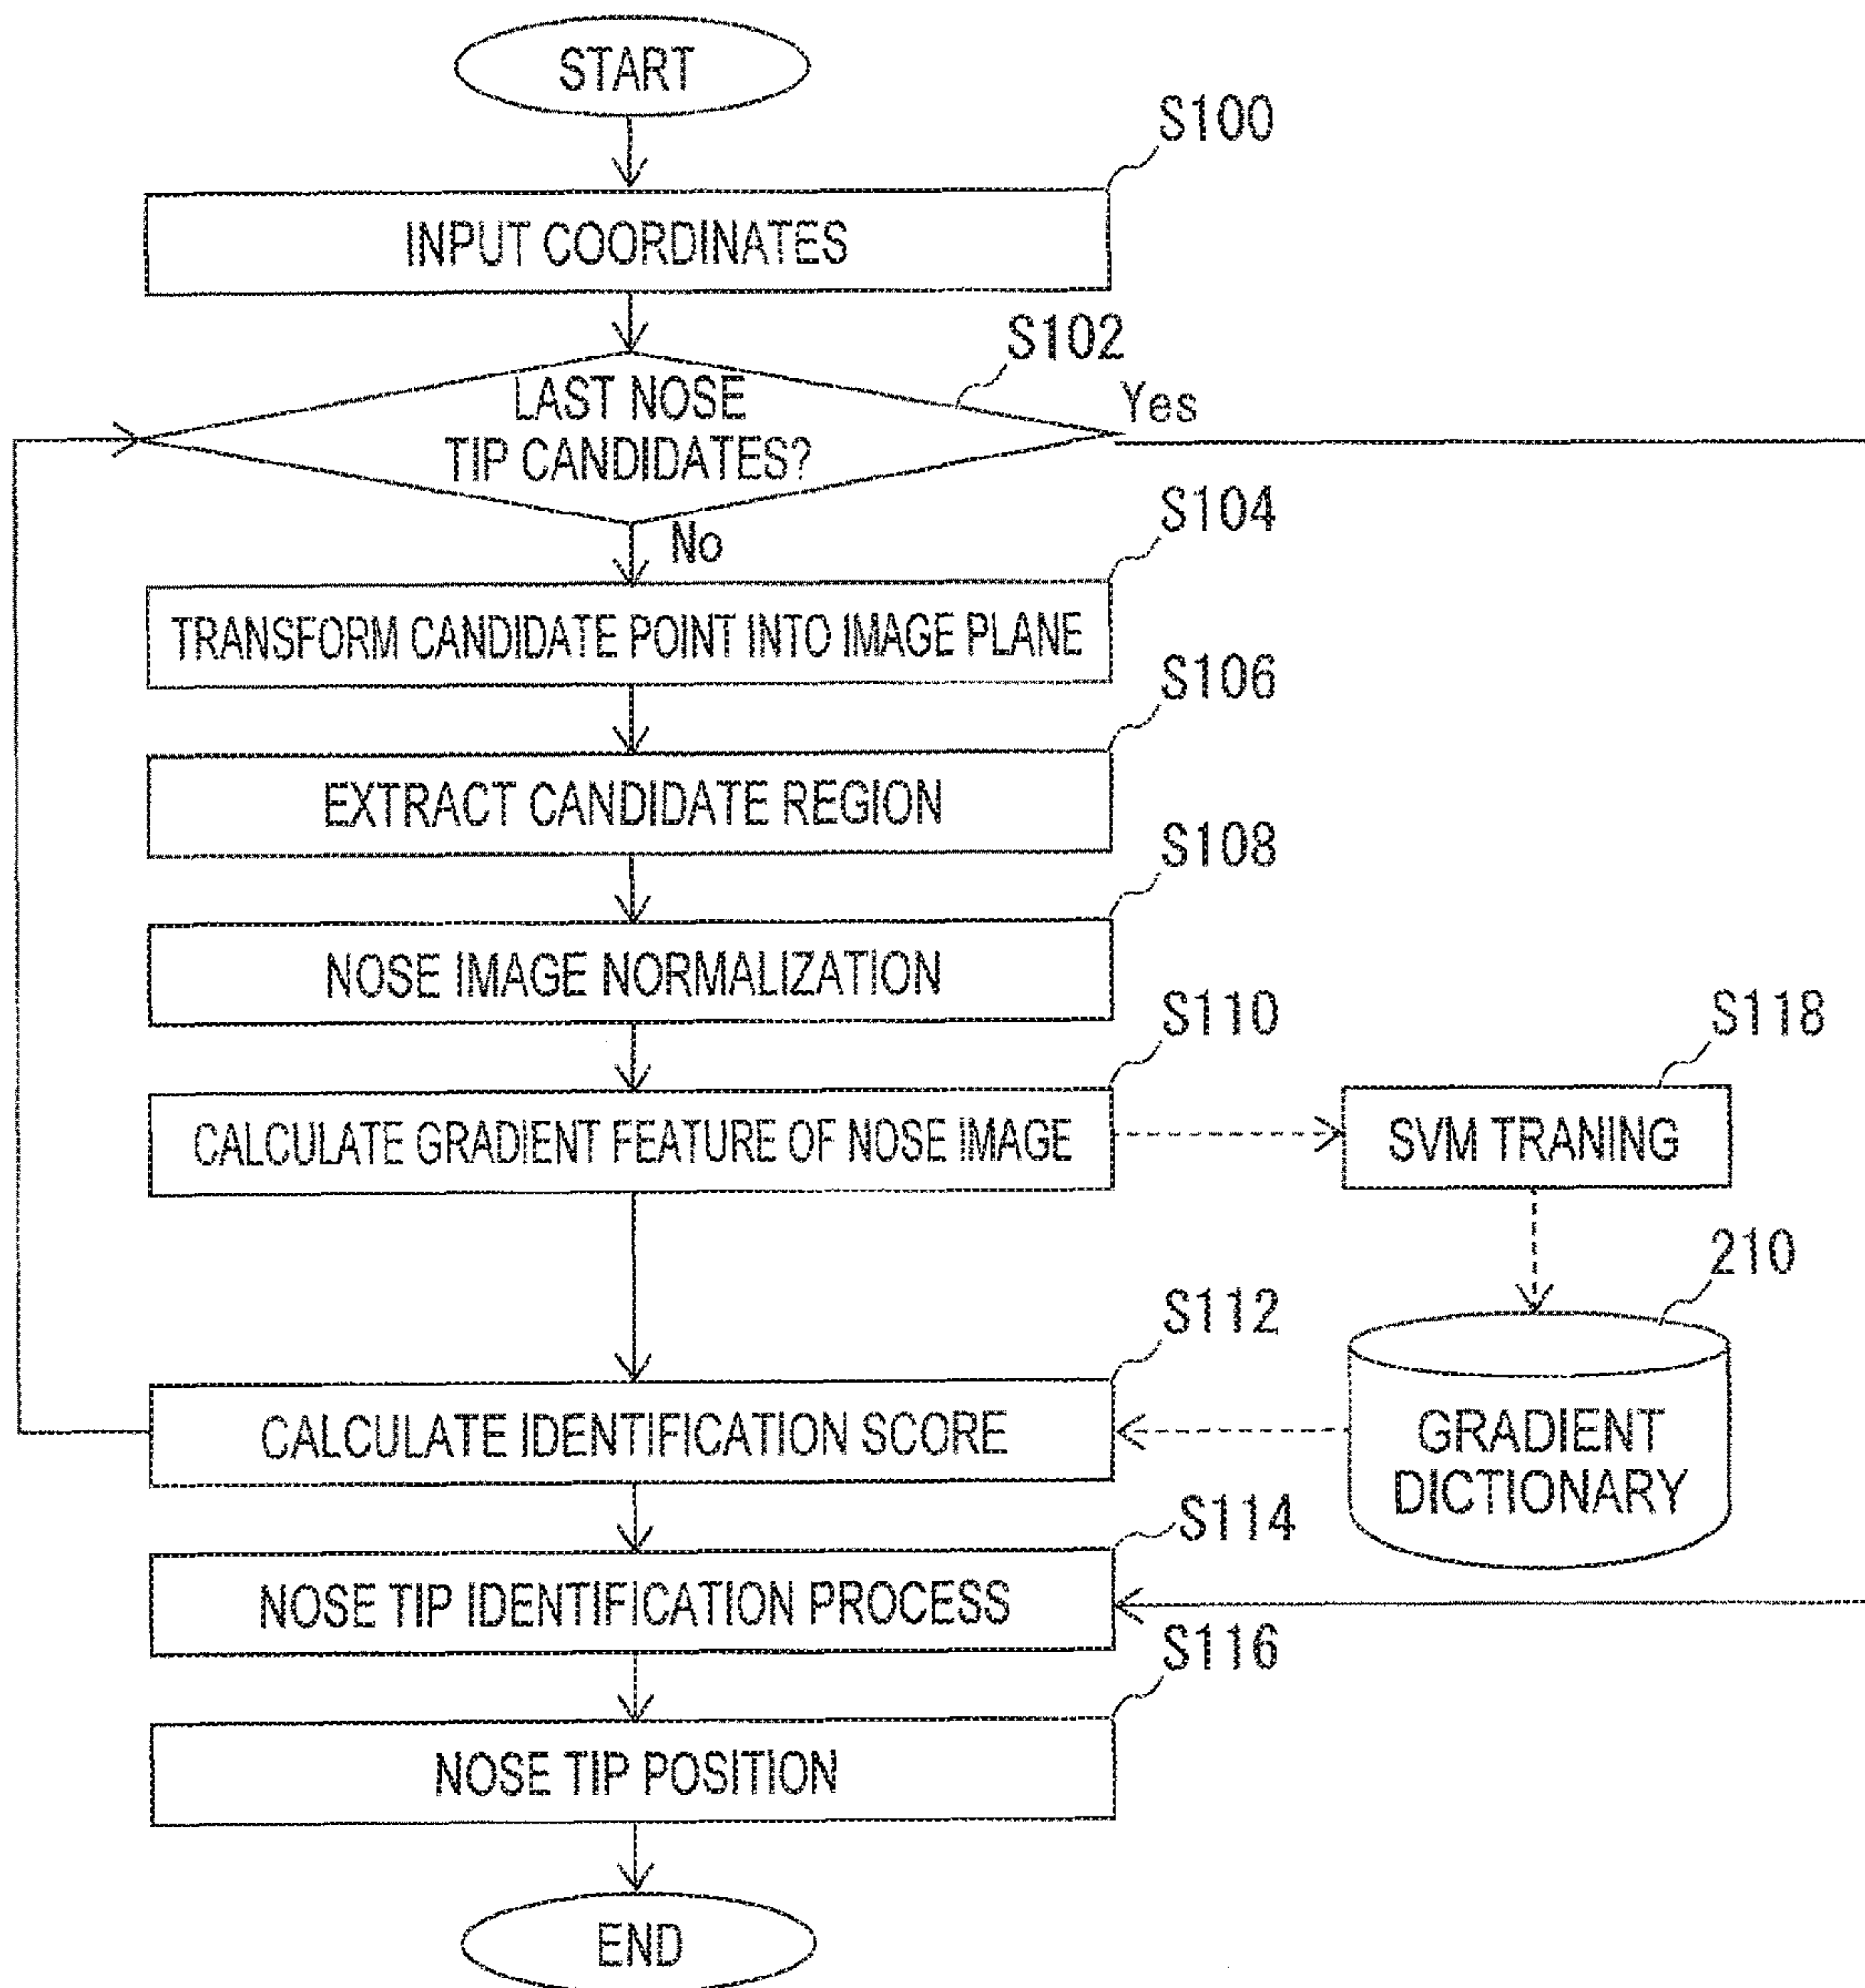 START
S100
INPUT COORDINATES
S102
LAST NOSE
TIP CANDIDATES?
Yes
No
S104
TRANSFORM CANDIDATE POINT INTO IMAGE PLANE
S106
EXTRACT CANDIDATE REGION
S108
NOSE IMAGE NORMALIZATION
S110
CALCULATE GRADIENT FEATURE OF NOSE IMAGE
S118
SVM TRANING
210
GRADIENT
DICTIONARY
S112
CALCULATE IDENTIFICATION SCORE
S114
NOSE TIP IDENTIFICATION PROCESS
S116
NOSE TIP POSITION
END